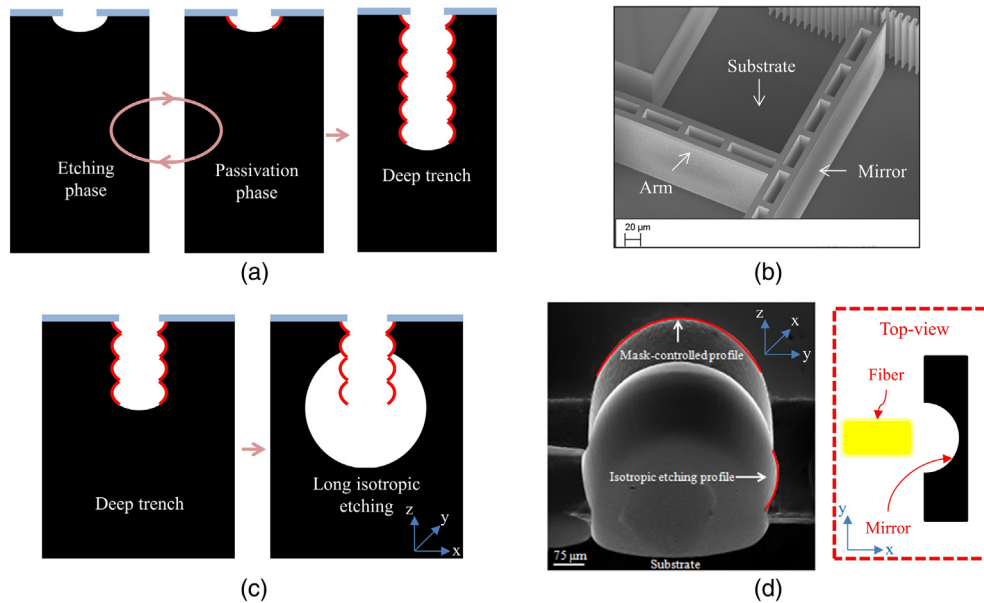 Etching
phase
Passivation
phase
Deep trench
(a)
Substrate
Arm
Mirror
20 µm
(b)
Deep trench
Long isotropic
etching
z
y
x
(c)
Mask-controlled profile
z
x
y
Isotropic etching profile
75 µm
Substrate
Top-view
Fiber
Mirror
y
x
(d)